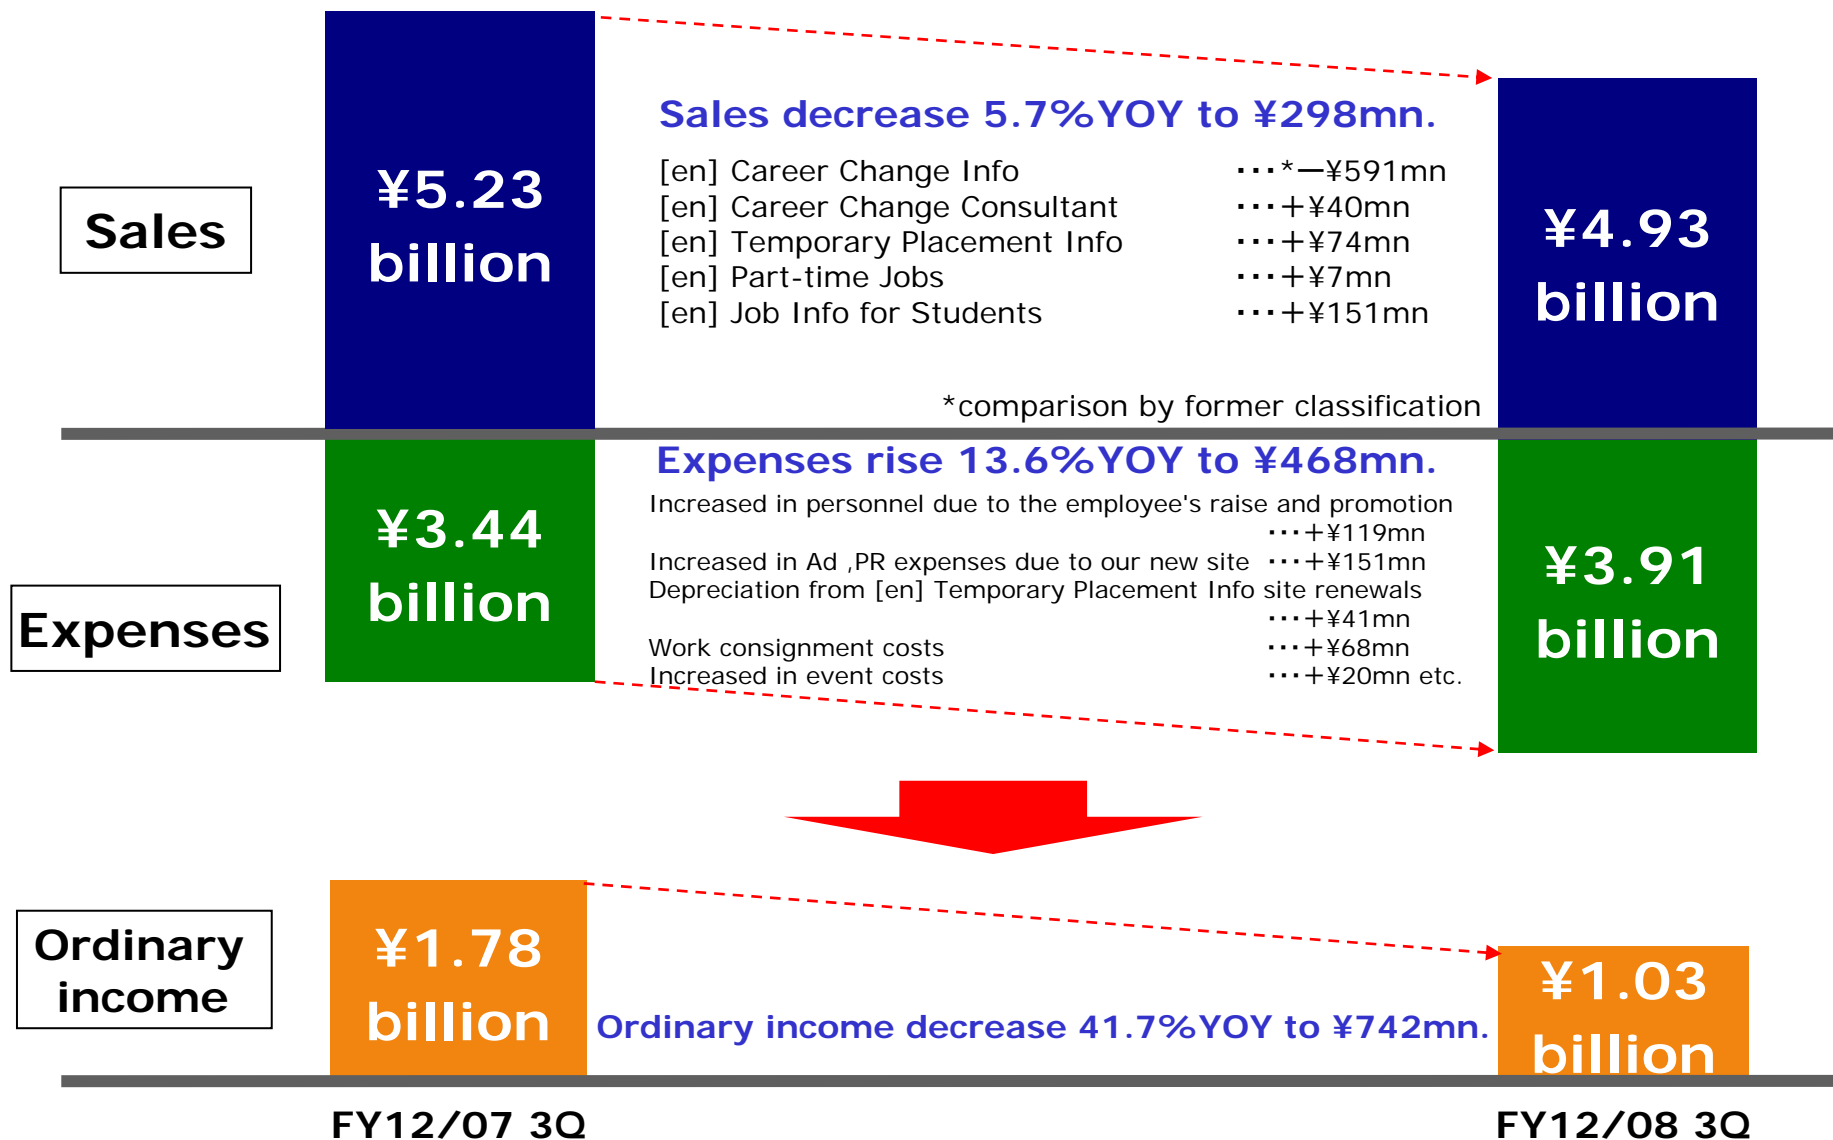 Sales
¥5.23
billion
Sales decrease 5.7%YOY to ¥298mn.
[en] Career Change Info ・・・*－¥591mn
[en] Career Change Consultant ・・・＋¥40mn
[en] Temporary Placement Info ・・・＋¥74mn
[en] Part-time Jobs ・・・＋¥7mn
[en] Job Info for Students ・・・＋¥151mn
*comparison by former classification
¥4.93
billion
Expenses
¥3.44
billion
Expenses rise 13.6%YOY to ¥468mn.
Increased in personnel due to the employee's raise and promotion
・・・＋¥119mn
Increased in Ad ,PR expenses due to our new site ・・・＋¥151mn
Depreciation from [en] Temporary Placement Info site renewals
・・・＋¥41mn
Work consignment costs ・・・＋¥68mn
Increased in event costs ・・・＋¥20mn etc.
¥3.91
billion
Ordinary
income
¥1.78
billion
Ordinary income decrease 41.7%YOY to ¥742mn.
¥1.03
billion
FY12/07 3Q
FY12/08 3Q